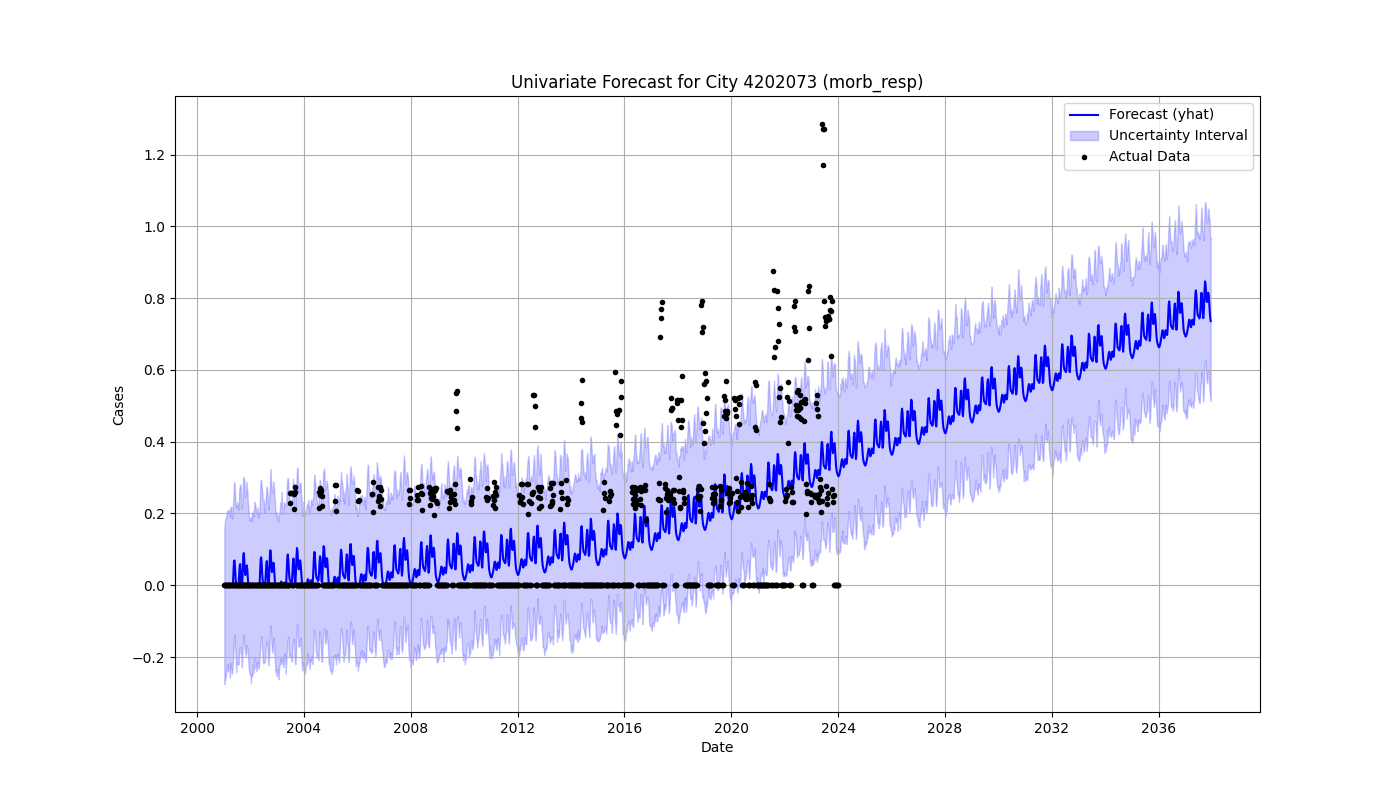 Univariate Forecast for City 4202073 (morb_resp)
Forecast (yhat)
Uncertainty Interval
Actual Data
Cases
1.2
1.0
0.8
0.6
0.4
0.2
0.0
−0.2
2000 2004 2008 2012 2016 2020 2024 2028 2032 2036
Date